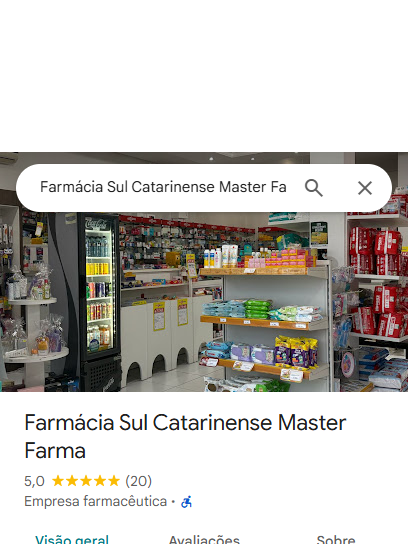 Farmácia Sul Catarinense Master Fa
Farmácia Sul Catarinense Master
Farma
5,0 (20)
Empresa farmacêutica ·
Visão geral
Avaliações
Sobre